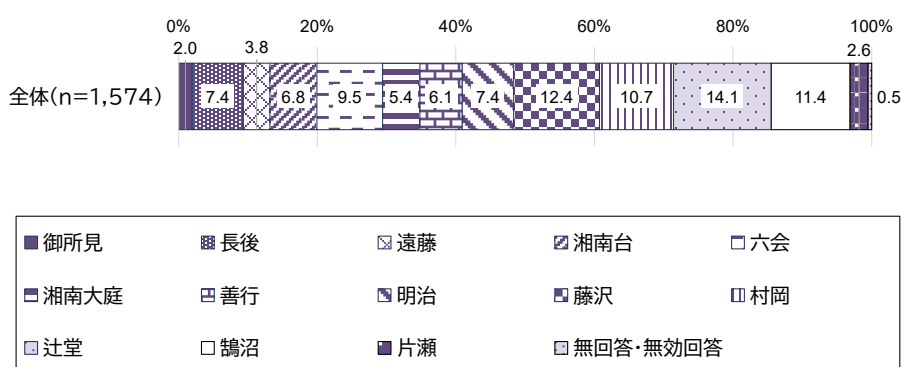 0% 20% 40% 60% 80% 100%
2.0 3.8 2.6
全体(n=1,574) 7.4 6.8 9.5 5.4 6.1 7.4 12.4 10.7 14.1 11.4 0.5
御所見 長後 遠藤 湘南台 六会
湘南大庭 善行 明治 藤沢 村岡
辻堂 鵠沼 片瀬 無回答・無効回答